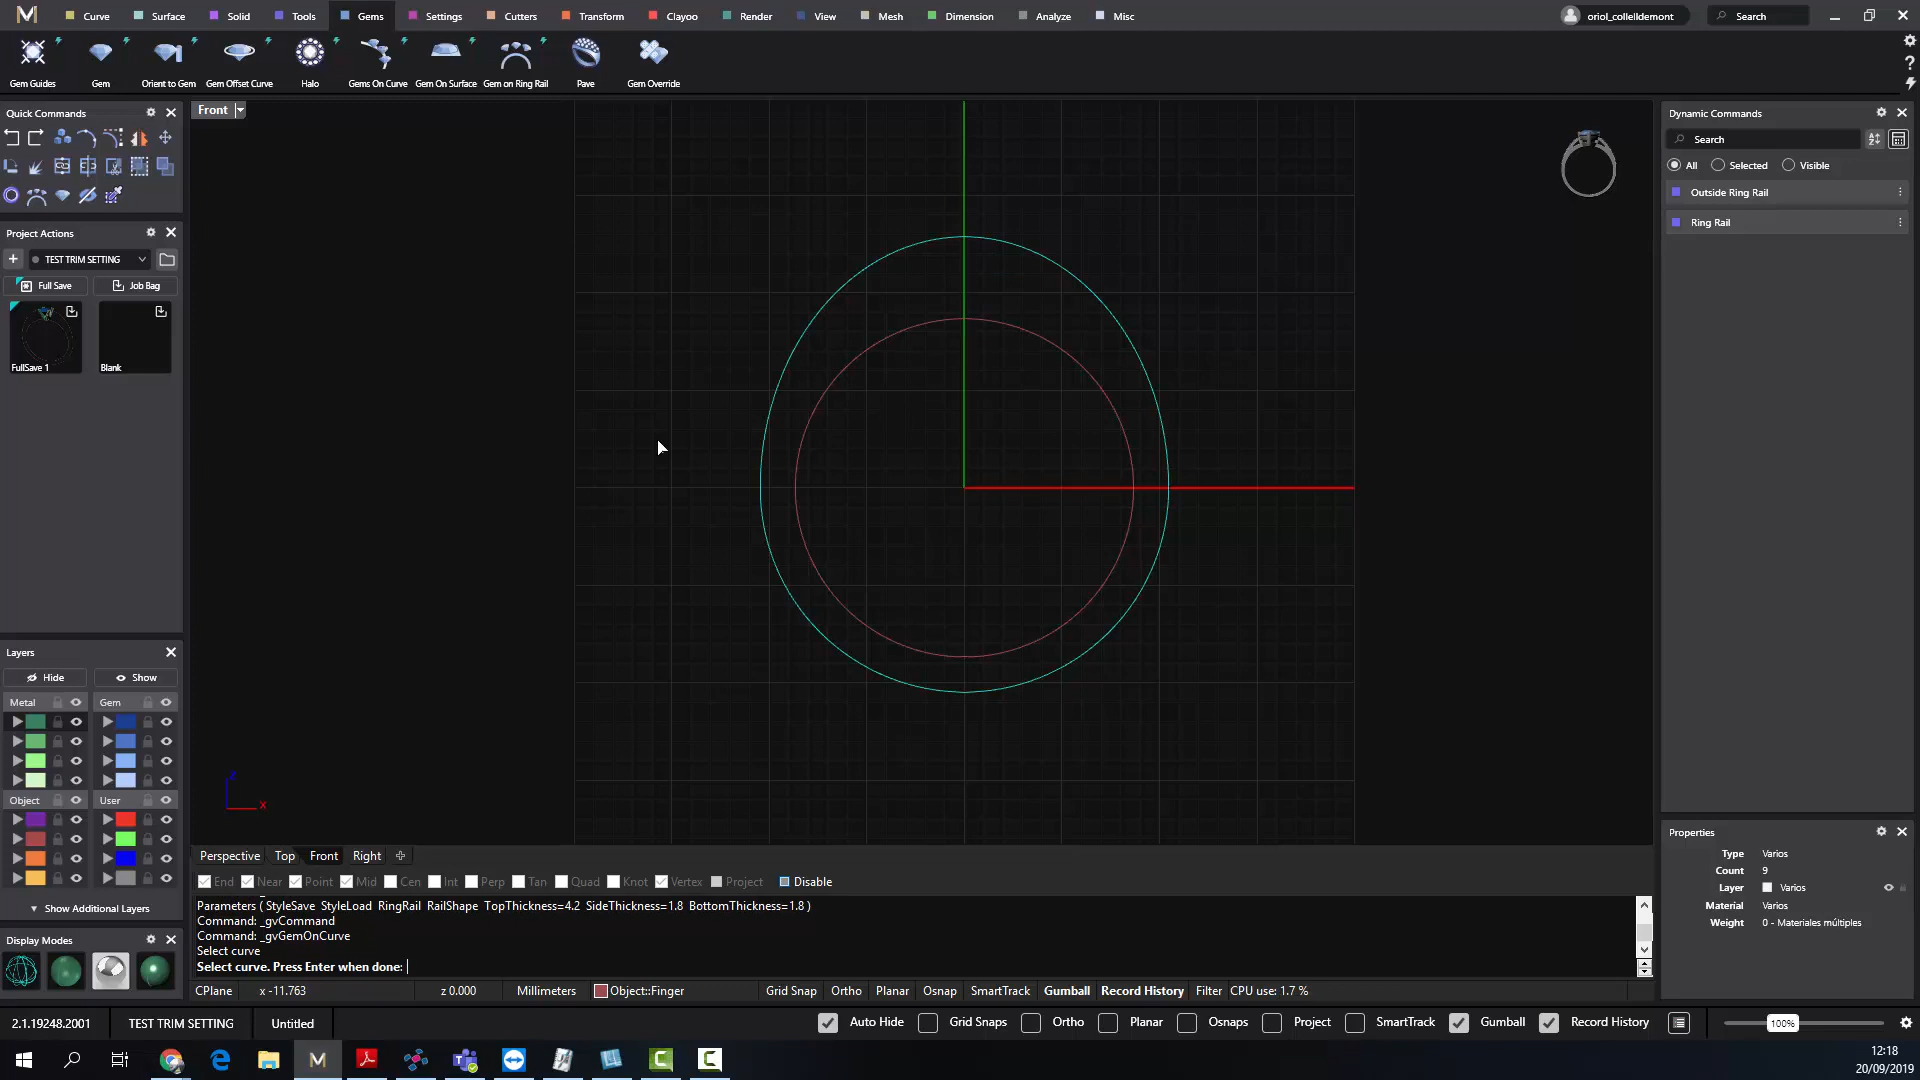 Curve Surface Solid Tools Gems Settings Cutters Transform Clayoo Render View Mesh Dimension Analyze Misc oriol_collelldemont Search
Gem Guides Gem Orient to Gem Gem Offset Curve Halo Gems On Curve Gem On Surface Gem on Ring Rail Pave Gem Override
Quick Commands
Front
Dynamic Commands
Search
All Selected Visible
Outside Ring Rail
Ring Rail
Project Actions
TEST TRIM SETTING
Full Save Job Bag
FullSave 1 Blank
Layers
Hide Show
Metal Gem
Object User
Show Additional Layers
Display Modes
z
x
Perspective Top Front Right
End Near Point Mid Cen Int Perp Tan Quad Knot Vertex Project Disable
Parameters ( StyleSave StyleLoad RingRail RailShape TopThickness=4.2 SideThickness=1.8 BottomThickness=1.8 )
Command: _gvCommand
Command: _gvGemOnCurve
Select curve
Select curve. Press Enter when done:
CPlane x -11.763 z 0.000 Millimeters Object::Finger Grid Snap Ortho Planar Osnap SmartTrack Gumball Record History Filter CPU use: 1.7 %
Properties
Type Varios
Count 9
Layer Varios
Material Varios
Weight 0 - Materiales múltiples
2.1.19248.2001 TEST TRIM SETTING Untitled Auto Hide Grid Snaps Ortho Planar Osnaps Project SmartTrack Gumball Record History 100%
12:18
20/09/2019